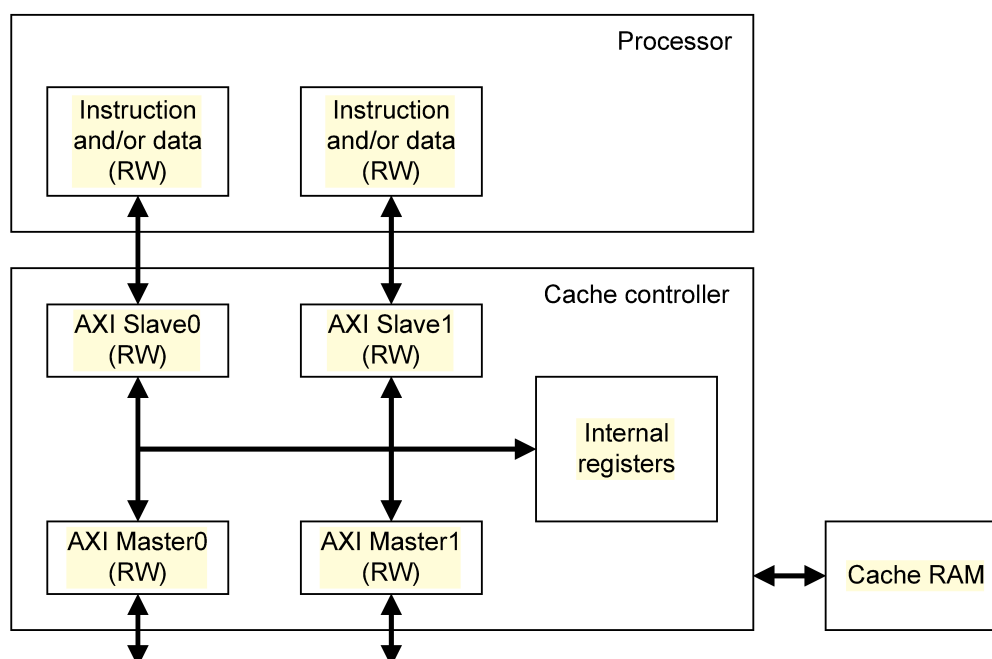 Processor
Instruction
and/or data
(RW)
Instruction
and/or data
(RW)
Cache controller
AXI Slave0
(RW)
AXI Slave1
(RW)
Internal
registers
AXI Master0
(RW)
AXI Master1
(RW)
Cache RAM